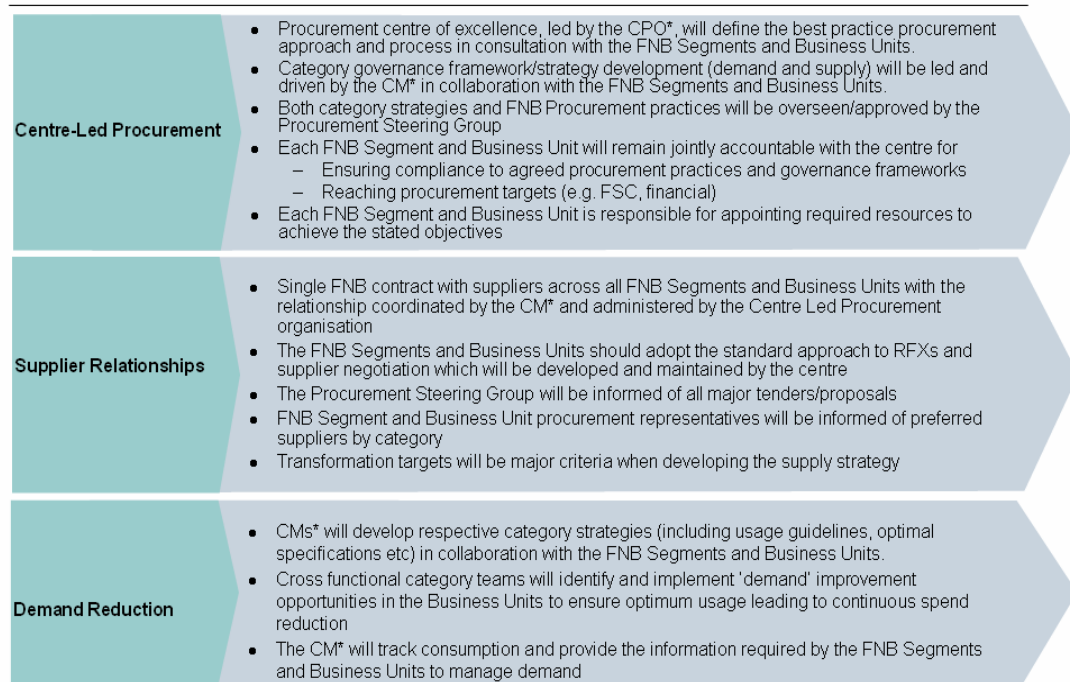 Centre-Led Procurement
● Procurement centre of excellence, led by the CPO*, will define the best practice procurement
approach and process in consultation with the FNB Segments and Business Units.
● Category governance framework/strategy development (demand and supply) will be led and
driven by the CM* in collaboration with the FNB Segments and Business Units.
● Both category strategies and FNB Procurement practices will be overseen/approved by the
Procurement Steering Group
● Each FNB Segment and Business Unit will remain jointly accountable with the centre for
– Ensuring compliance to agreed procurement practices and governance frameworks
– Reaching procurement targets (e.g. FSC, financial)
● Each FNB Segment and Business Unit is responsible for appointing required resources to
achieve the stated objectives
Supplier Relationships
● Single FNB contract with suppliers across all FNB Segments and Business Units with the
relationship coordinated by the CM* and administered by the Centre Led Procurement
organisation
● The FNB Segments and Business Units should adopt the standard approach to RFXs and
supplier negotiation which will be developed and maintained by the centre
● The Procurement Steering Group will be informed of all major tenders/proposals
● FNB Segment and Business Unit procurement representatives will be informed of preferred
suppliers by category
● Transformation targets will be major criteria when developing the supply strategy
Demand Reduction
● CMs* will develop respective category strategies (including usage guidelines, optimal
specifications etc) in collaboration with the FNB Segments and Business Units.
● Cross functional category teams will identify and implement 'demand' improvement
opportunities in the Business Units to ensure optimum usage leading to continuous spend
reduction
● The CM* will track consumption and provide the information required by the FNB Segments
and Business Units to manage demand